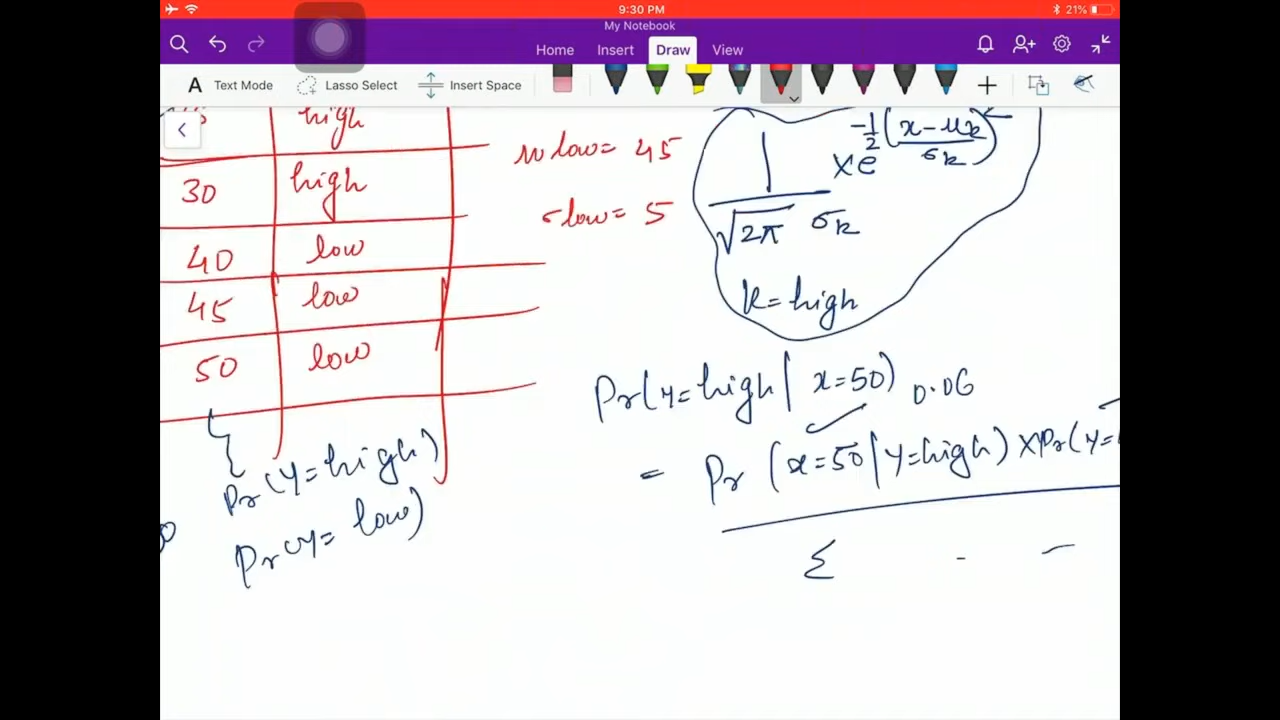 9:30 PM
21%
My Notebook
Home Insert Draw View
A Text Mode Lasso Select Insert Space
high
30 high
40 low
45 low
50 low
low = 45
σlow = 5
1
√2π σk
×e
-1/2 (x-μk
σk)
k = high
Pr(y=high | x=50) 0.06
= Pr (x=50 | y=high) ×Pr(y=
Σ - -
Pr(y=high)
Pr(y= low)